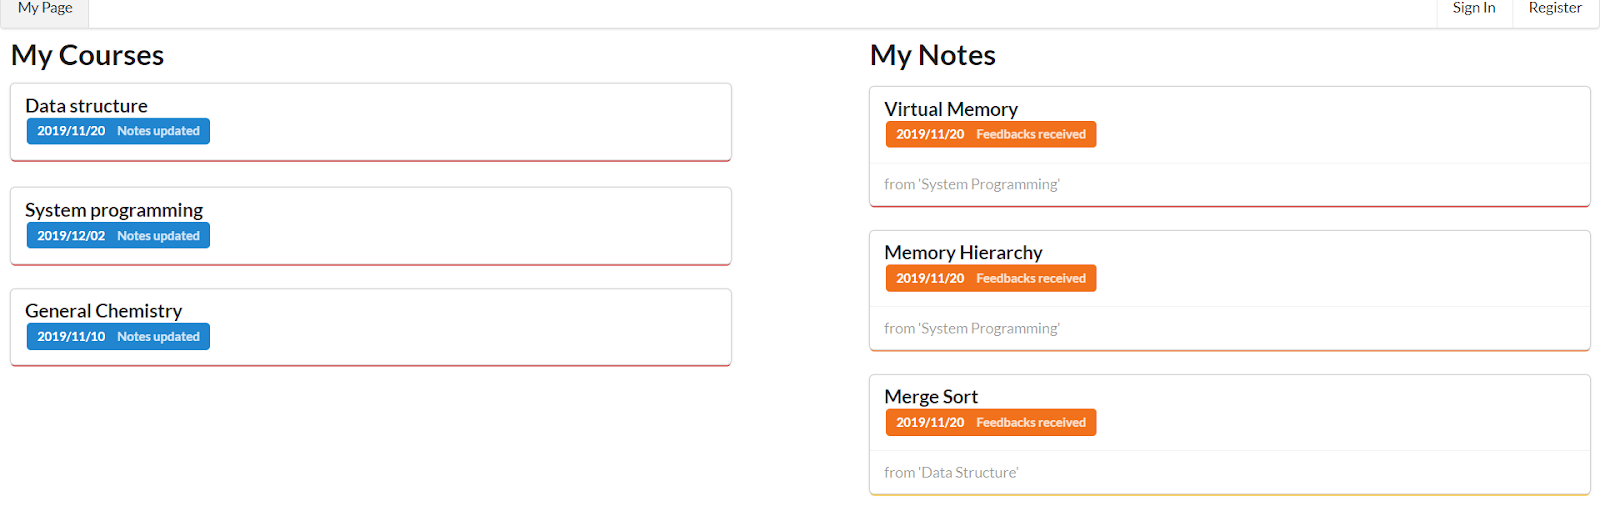 My Page
Sign In
Register
My Courses
Data structure
2019/11/20 Notes updated
System programming
2019/12/02 Notes updated
General Chemistry
2019/11/10 Notes updated
My Notes
Virtual Memory
2019/11/20 Feedbacks received
from 'System Programming'
Memory Hierarchy
2019/11/20 Feedbacks received
from 'System Programming'
Merge Sort
2019/11/20 Feedbacks received
from 'Data Structure'